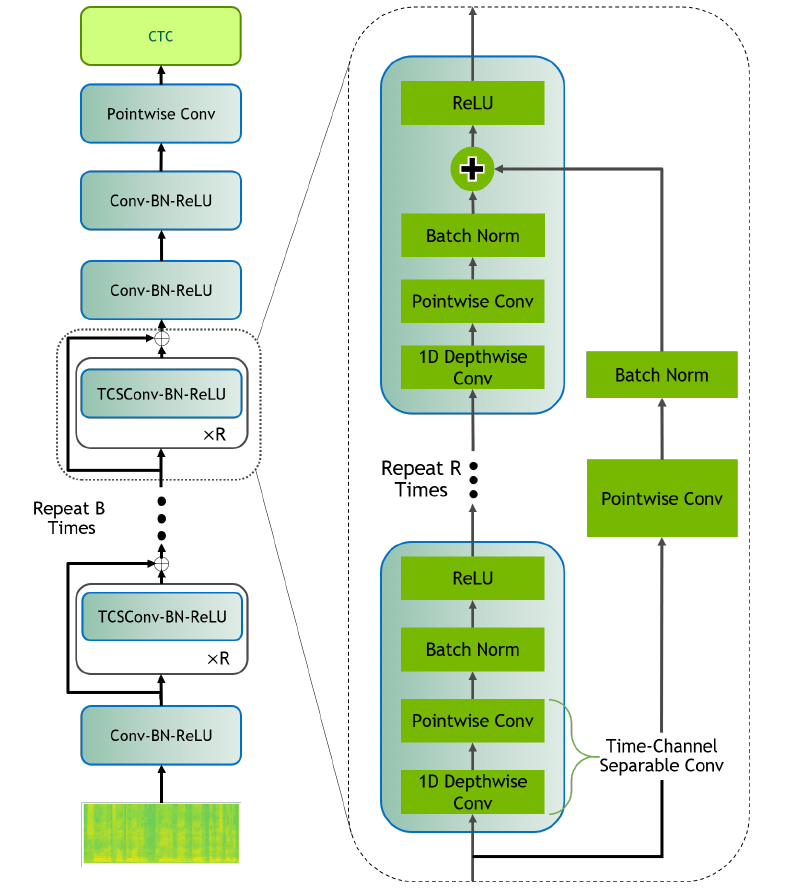 CTC
Pointwise Conv
Conv-BN-ReLU
Conv-BN-ReLU
TCSConv-BN-ReLU
×R
Repeat B
Times
TCSConv-BN-ReLU
×R
Conv-BN-ReLU
ReLU
Batch Norm
Pointwise Conv
1D Depthwise
Conv
Repeat R
Times
ReLU
Batch Norm
Pointwise Conv
1D Depthwise
Conv
Batch Norm
Pointwise Conv
Time-Channel
Separable Conv